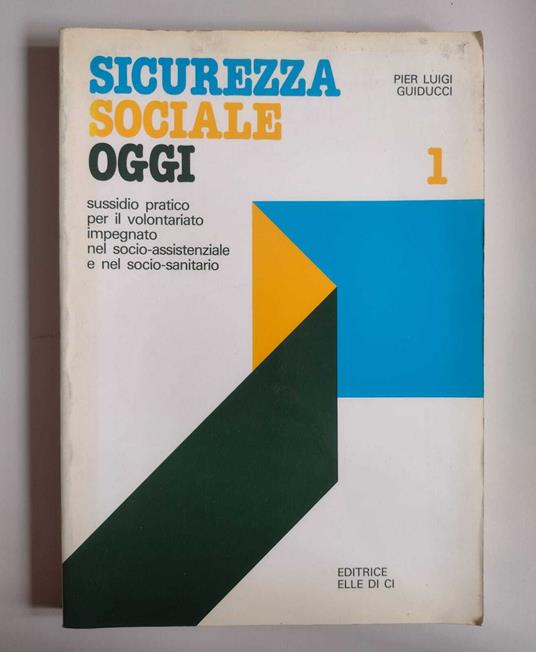 SICUREZZA
SOCIALE
OGGI
PIER LUIGI
GUIDUCCI
1
sussidio pratico
per il volontariato
impegnato
nel socio-assistenziale
e nel socio-sanitario
EDITRICE
ELLE DI CI